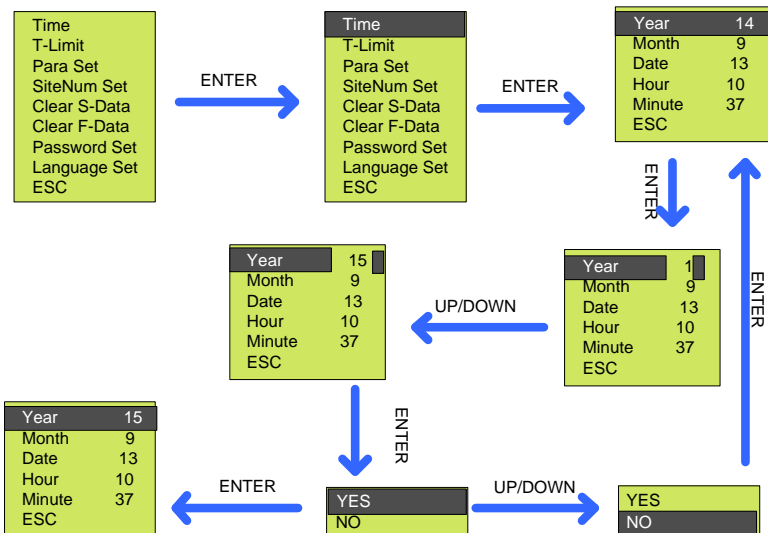 Time
T-Limit
Para Set
SiteNum Set
Clear S-Data
Clear F-Data
Password Set
Language Set
ESC
ENTER
Time
T-Limit
Para Set
SiteNum Set
Clear S-Data
Clear F-Data
Password Set
Language Set
ESC
ENTER
Year 14
Month 9
Date 13
Hour 10
Minute 37
ESC
ENTER
Year 1
Month 9
Date 13
Hour 10
Minute 37
ESC
UP/DOWN
Year 15
Month 9
Date 13
Hour 10
Minute 37
ESC
ENTER
YES
NO
ENTER
Year 15
Month 9
Date 13
Hour 10
Minute 37
ESC
UP/DOWN
YES
NO
ENTER